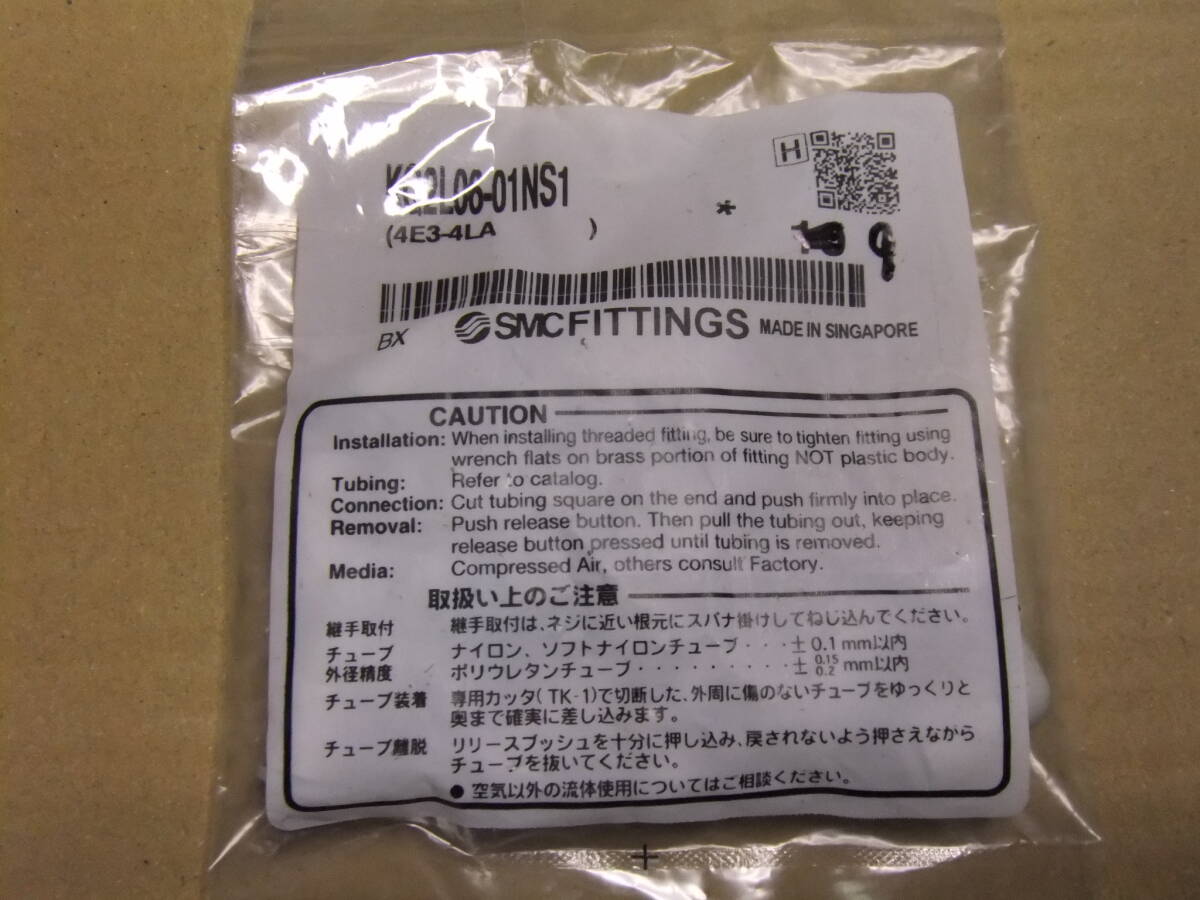 H
KQ2L06-01NS1
(4E3-4LA )
*
BX
SMC FITTINGS MADE IN SINGAPORE
CAUTION
Installation: When installing threaded fitting, be sure to tighten fitting using
wrench flats on brass portion of fitting NOT plastic body.
Tubing: Refer to catalog.
Connection: Cut tubing square on the end and push firmly into place.
Removal: Push release button. Then pull the tubing out, keeping
release button pressed until tubing is removed.
Media: Compressed Air, others consult Factory.
取扱い上のご注意
継手取付 継手取付は、ネジに近い根元にスパナ掛けしてねじ込んでください。
チューブ ナイロン、ソフトナイロンチューブ・・・± 0.1 mm以内
外径精度 ポリウレタンチューブ・・・・・・・・・・± 0.15 0.2 mm以内
チューブ装着 専用カッタ(TK-1)で切断した、外周に傷のないチューブをゆっくりと
奥まで確実に差し込みます。
チューブ離脱 リリースブッシュを十分に押し込み、戻されないよう押さえながら
チューブを抜いてください。
● 空気以外の流体使用についてはご相談ください。